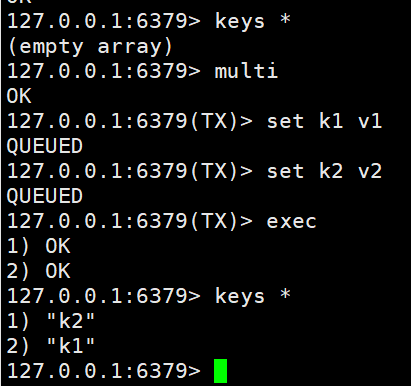 127.0.0.1:6379> keys *
(empty array)
127.0.0.1:6379> multi
OK
127.0.0.1:6379(TX)> set k1 v1
QUEUED
127.0.0.1:6379(TX)> set k2 v2
QUEUED
127.0.0.1:6379(TX)> exec
1) OK
2) OK
127.0.0.1:6379> keys *
1) "k2"
2) "k1"
127.0.0.1:6379>